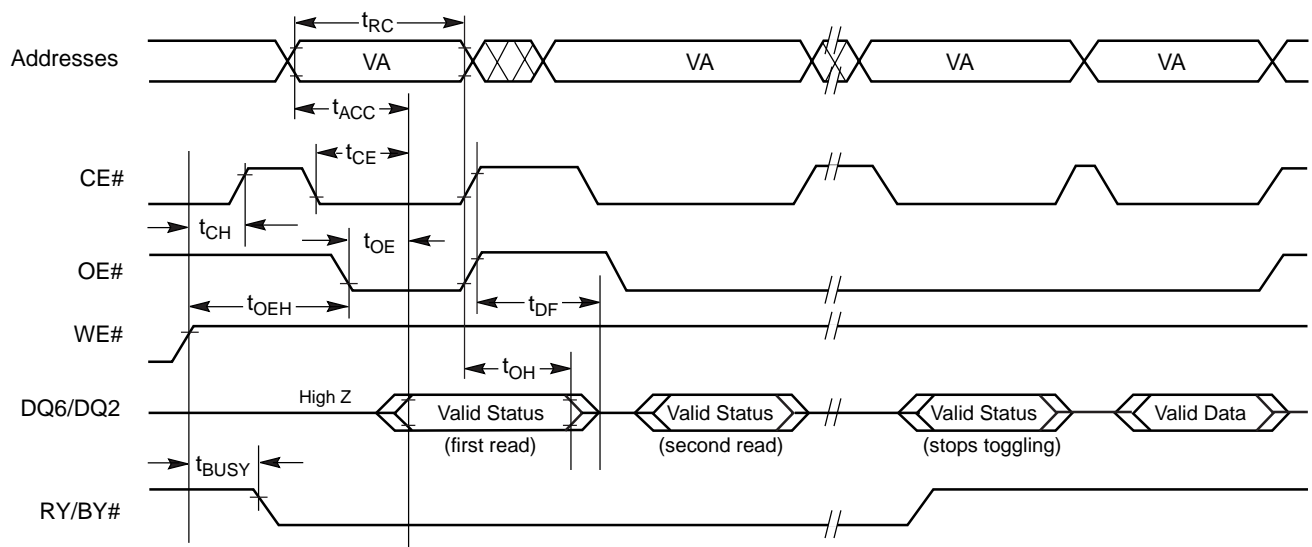 tRC
Addresses VA VA VA VA
tACC
tCE
CE#
tCH tOE
OE#
tOEH tDF
WE#
tOH
High Z
DQ6/DQ2 Valid Status Valid Status Valid Status Valid Data
(first read) (second read) (stops toggling)
tBUSY
RY/BY#